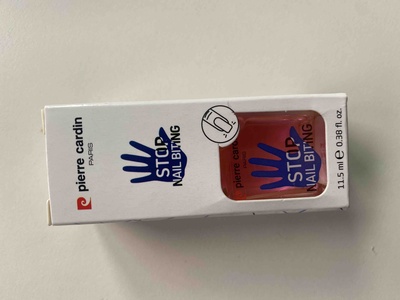 pierre cardin
PARIS
STOP
NAIL BITING
pierre cardin
STOP
NAIL BITING
11.5 ml e 0.38 fl. oz.